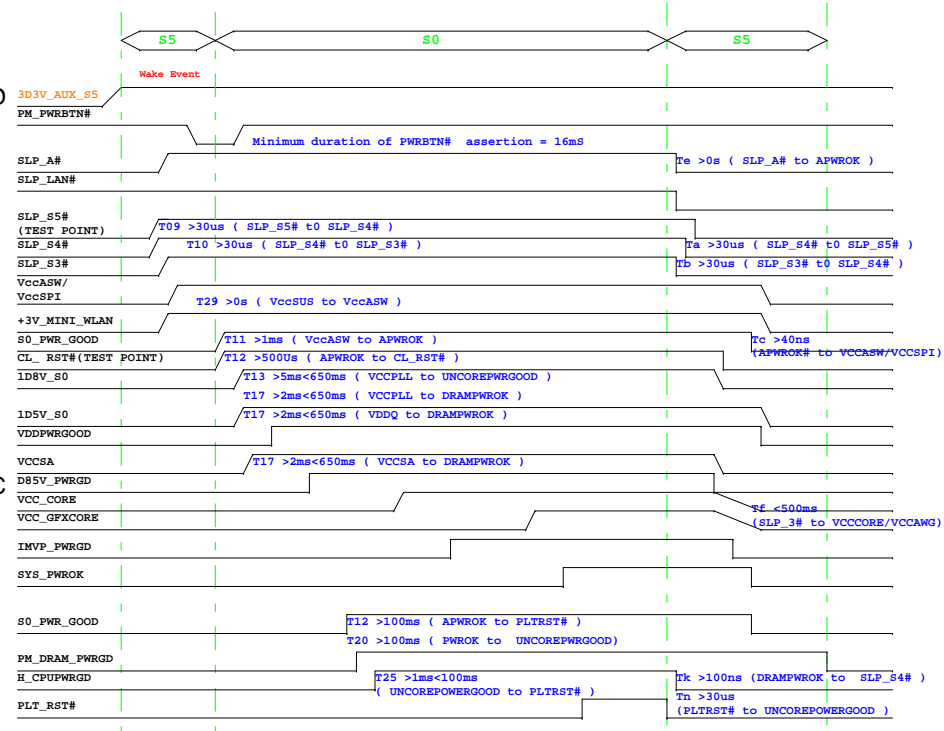 S5 S0 S5
Wake Event
D
3D3V_AUX_S5
PM_PWRBTN#
Minimum duration of PWRBTN# assertion = 16mS
SLP_A#
Te >0s ( SLP_A# to APWROK )
SLP_LAN#
SLP_S5#
(TEST POINT)
T09 >30us ( SLP_S5# t0 SLP_S4# )
SLP_S4#
T10 >30us ( SLP_S4# t0 SLP_S3# )
Ta >30us ( SLP_S4# t0 SLP_S5# )
SLP_S3#
Tb >30us ( SLP_S3# t0 SLP_S4# )
VccASW/
VccSPI
T29 >0s ( VccSUS to VccASW )
+3V_MINI_WLAN
S0_PWR_GOOD
T11 >1ms ( VccASW to APWROK )
Tc >40ns
(APWROK# to VCCASW/VCCSPI)
CL_ RST#(TEST POINT)
T12 >500Us ( APWROK to CL_RST# )
1D8V_S0
T13 >5ms<650ms ( VCCPLL to UNCOREPWRGOOD )
T17 >2ms<650ms ( VCCPLL to DRAMPWROK )
1D5V_S0
T17 >2ms<650ms ( VDDQ to DRAMPWROK )
VDDPWRGOOD
VCCSA
T17 >2ms<650ms ( VCCSA to DRAMPWROK )
C
D85V_PWRGD
VCC_CORE
Tf <500ms
(SLP_3# to VCCCORE/VCCAWG)
VCC_GFXCORE
IMVP_PWRGD
SYS_PWROK
S0_PWR_GOOD
T12 >100ms ( APWROK to PLTRST# )
T20 >100ms ( PWROK to UNCOREPWRGOOD)
PM_DRAM_PWRGD
H_CPUPWRGD
T25 >1ms<100ms
( UNCOREPOWERGOOD to PLTRST# )
Tk >100ns (DRAMPWROK to SLP_S4# )
PLT_RST#
Tn >30us
(PLTRST# to UNCOREPOWERGOOD )